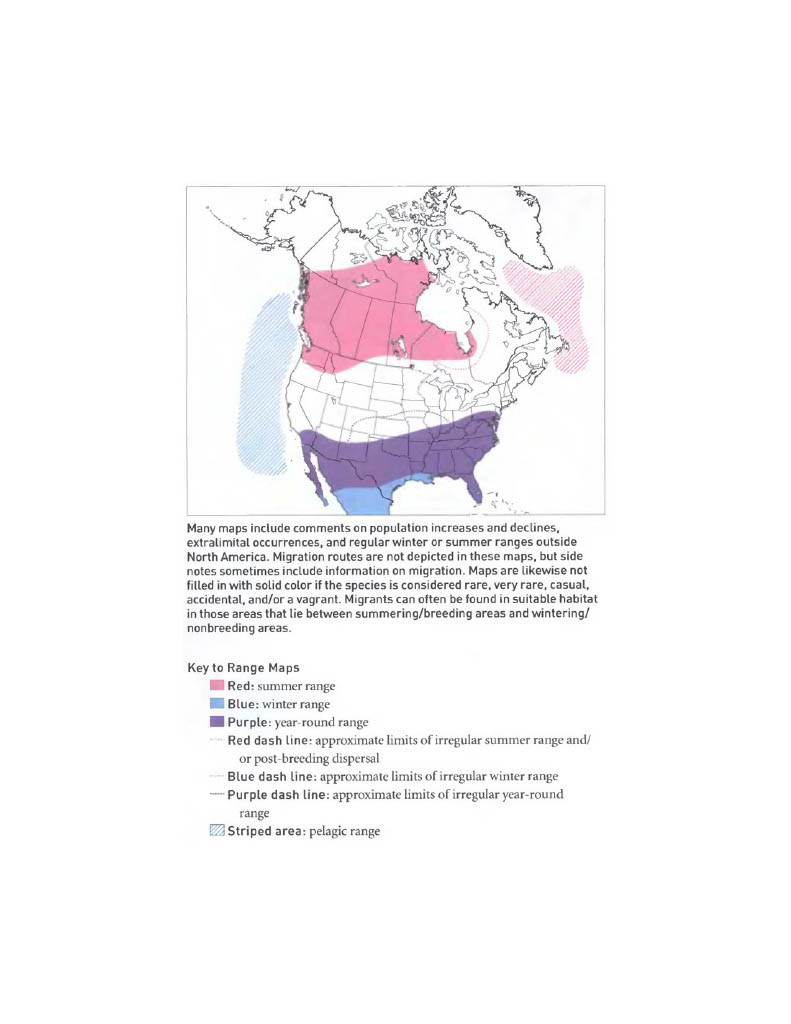 Many maps include comments on population increases and declines,
extralimital occurrences, and regular winter or summer ranges outside
North America. Migration routes are not depicted in these maps, but side
notes sometimes include information on migration. Maps are likewise not
filled in with solid color if the species is considered rare, very rare, casual,
accidental, and/or a vagrant. Migrants can often be found in suitable habitat
in those areas that lie between summering/breeding areas and wintering/
nonbreeding areas.
Key to Range Maps
Red: summer range
Blue: winter range
Purple: year-round range
Red dash line: approximate limits of irregular summer range and/
or post-breeding dispersal
Blue dash line: approximate limits of irregular winter range
Purple dash line: approximate limits of irregular year-round
range
Striped area: pelagic range